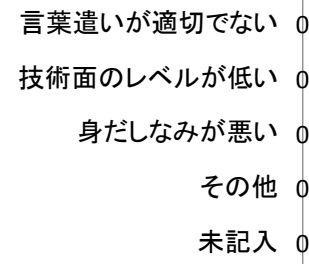 言葉遣いが適切でない 0
技術面のレベルが低い 0
身だしなみが悪い 0
その他 0
未記入 0